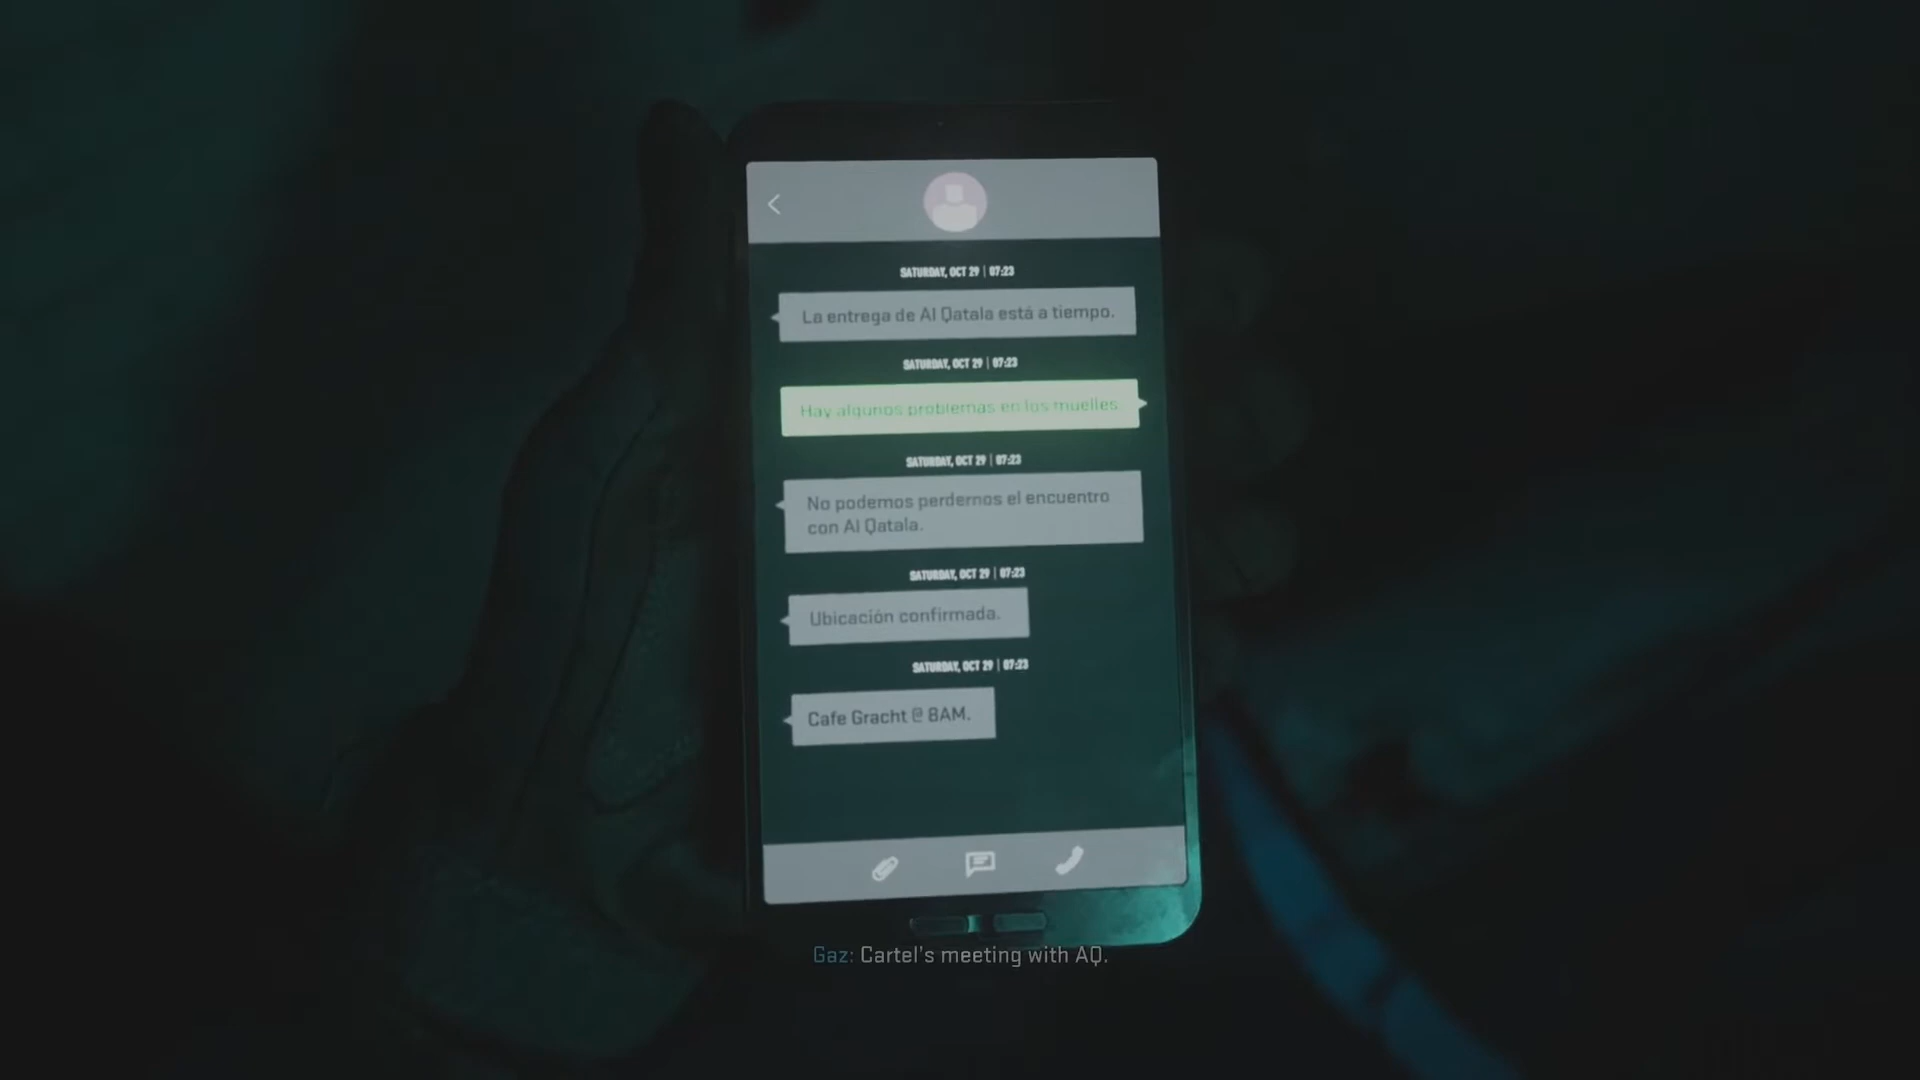 SATURDAY, OCT 29 | 07:23
La entrega de Al Qatala está a tiempo.
SATURDAY, OCT 29 | 07:23
Hay algunos problemas en los muelles.
SATURDAY, OCT 29 | 07:23
No podemos perdernos el encuentro
con Al Qatala.
SATURDAY, OCT 29 | 07:23
Ubicación confirmada.
SATURDAY, OCT 29 | 07:23
Cafe Gracht @ 8AM.
Gaz: Cartel's meeting with AQ.